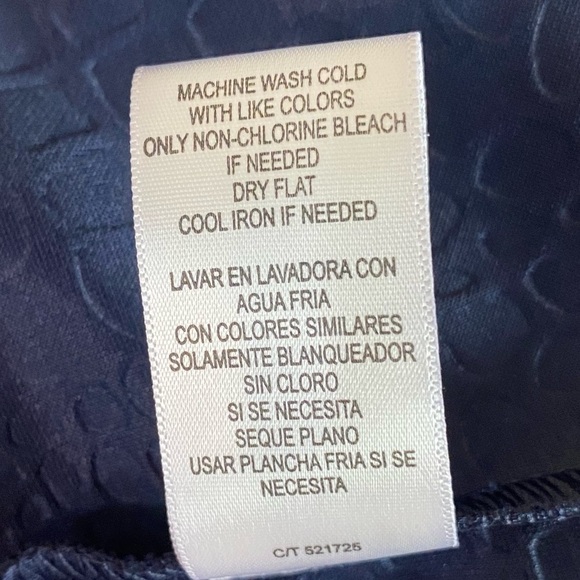 MACHINE WASH COLD
WITH LIKE COLORS
ONLY NON-CHLORINE BLEACH
IF NEEDED
DRY FLAT
COOL IRON IF NEEDED
LAVAR EN LAVADORA CON
AGUA FRIA
CON COLORES SIMILARES
SOLAMENTE BLANQUEADOR
SIN CLORO
SI SE NECESITA
SEQUE PLANO
USAR PLANCHA FRIA SI SE
NECESITA
C/T 521725